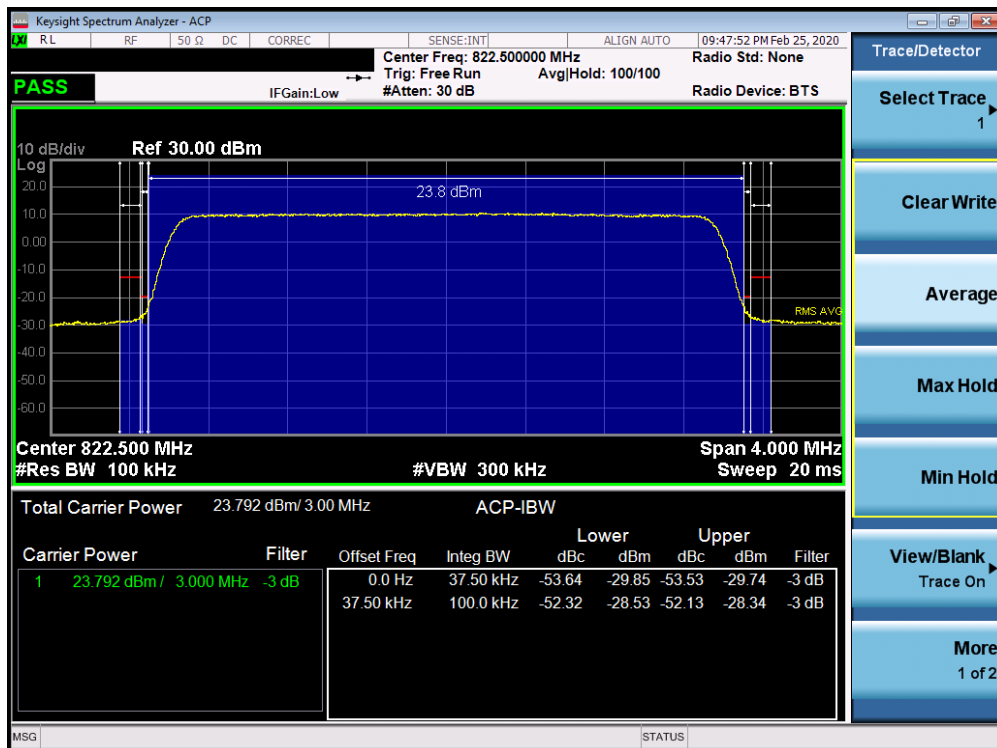 Keysight Spectrum Analyzer - ACP
LXI RL RF 50 Ω DC CORREC SENSE:INT ALIGN AUTO 09:47:52 PM Feb 25, 2020
Center Freq: 822.500000 MHz Radio Std: None
Trig: Free Run Avg|Hold: 100/100
PASS IFGain:Low #Atten: 30 dB Radio Device: BTS
10 dB/div Ref 30.00 dBm
Log
20.0
23.8 dBm
10.0
0.00
-10.0
-20.0
RMS AVG
-30.0
-40.0
-50.0
-60.0
Center 822.500 MHz Span 4.000 MHz
#Res BW 100 kHz #VBW 300 kHz Sweep 20 ms
Total Carrier Power 23.792 dBm/ 3.00 MHz ACP-IBW
Lower Upper
Carrier Power Filter Offset Freq Integ BW dBc dBm dBc dBm Filter
1 23.792 dBm / 3.000 MHz -3 dB 0.0 Hz 37.50 kHz -53.64 -29.85 -53.53 -29.74 -3 dB
37.50 kHz 100.0 kHz -52.32 -28.53 -52.13 -28.34 -3 dB
MSG STATUS
Trace/Detector
Select Trace
1
Clear Write
Average
Max Hold
Min Hold
View/Blank
Trace On
More
1 of 2